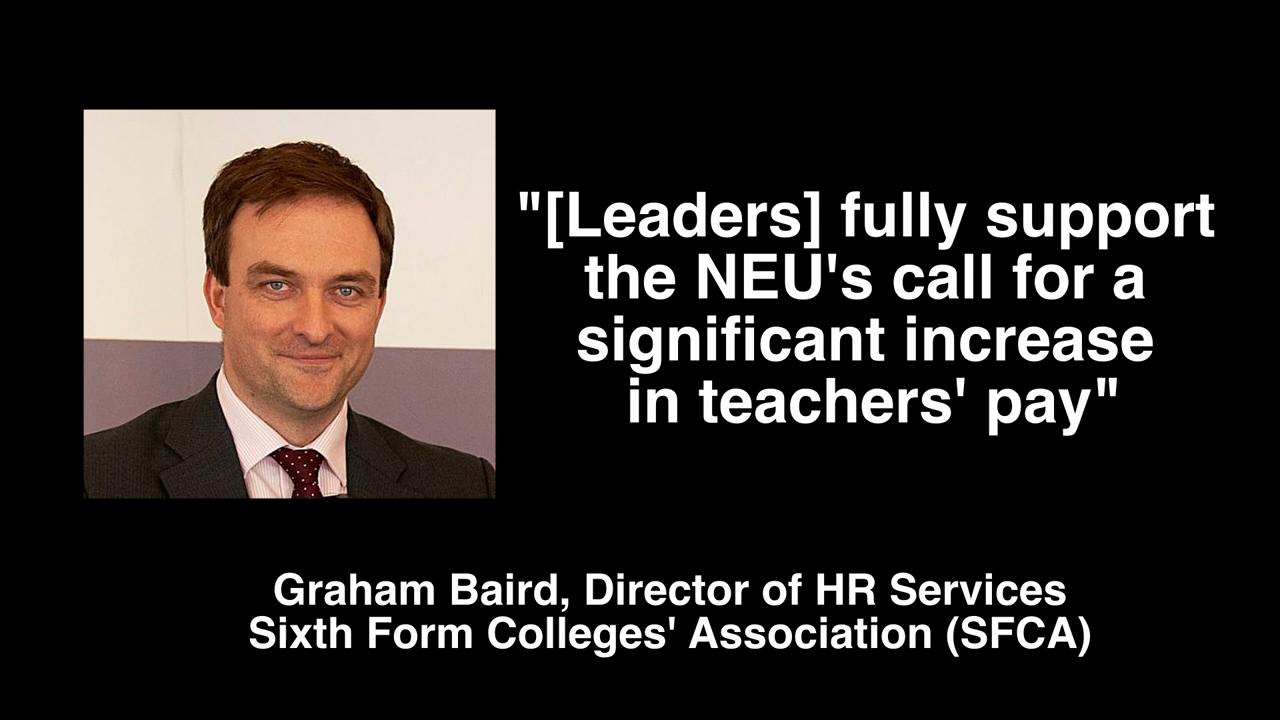 "[Leaders] fully support
the NEU's call for a
significant increase
in teachers' pay"
Graham Baird, Director of HR Services
Sixth Form Colleges' Association (SFCA)